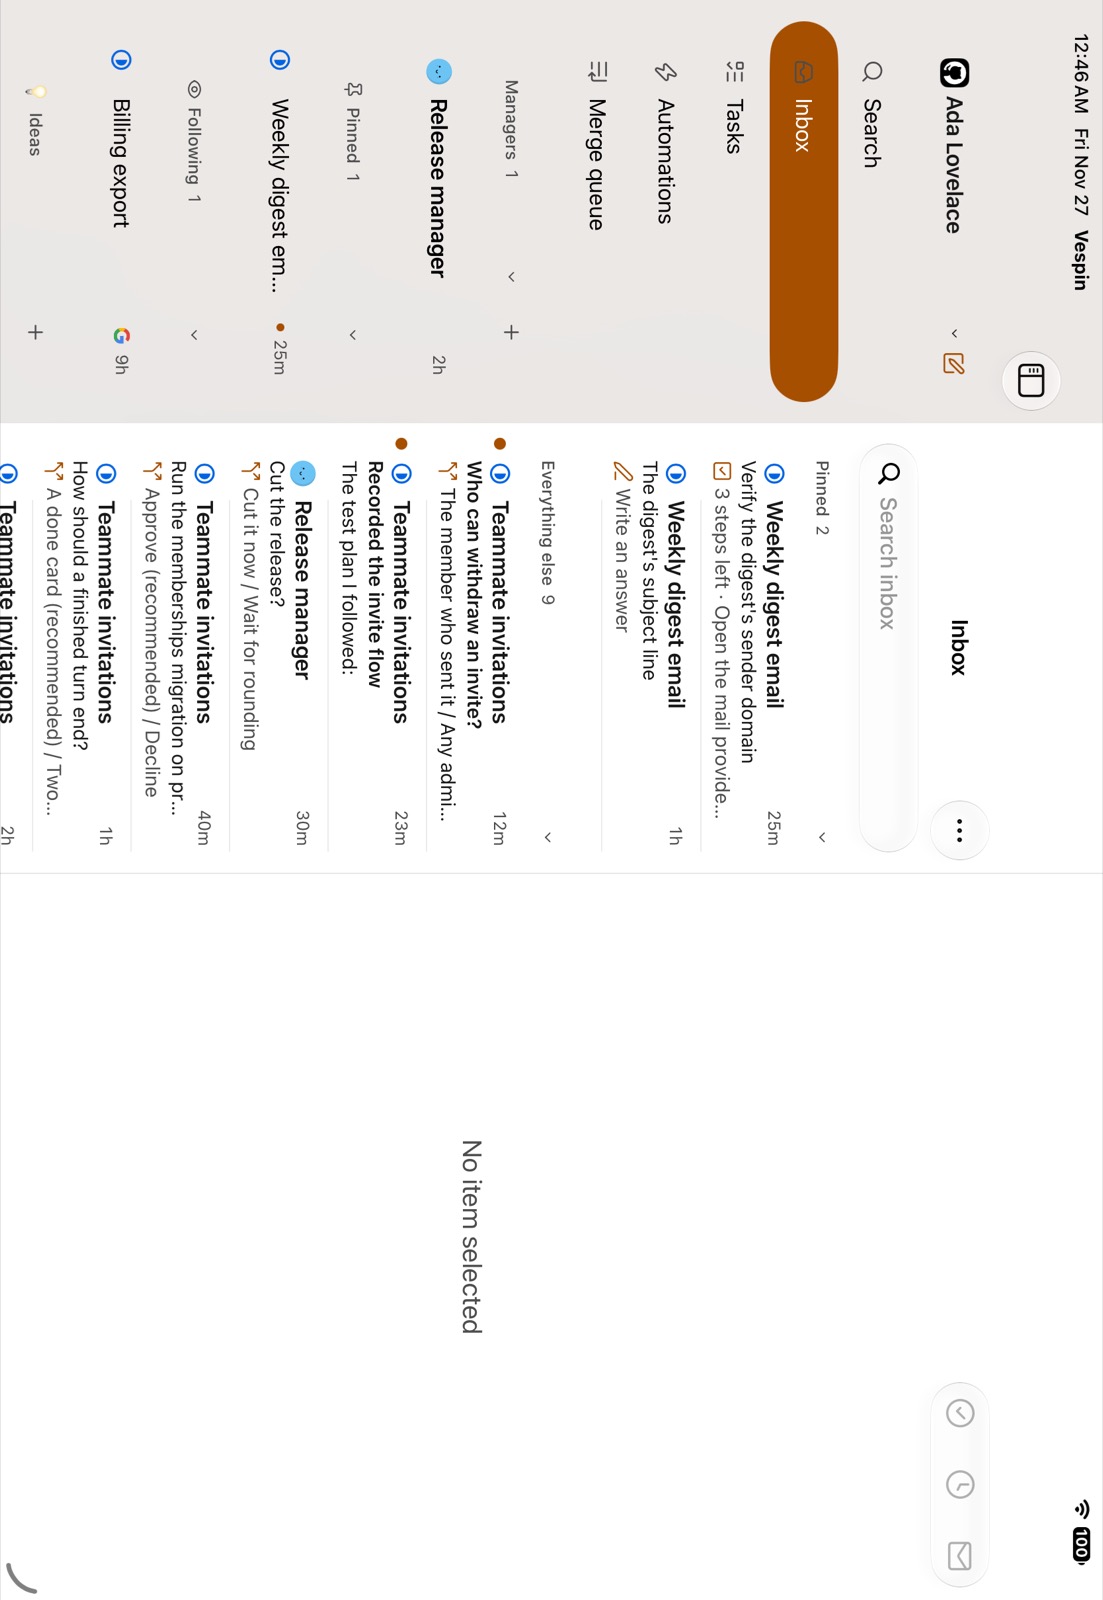 12:46 AM Fri Nov 27 Vespin
100
Ada Lovelace
Search
Inbox
Tasks
Automations
Merge queue
Managers 1
Release manager 2h
Pinned 1
Weekly digest em... 25m
Following 1
Billing export 9h
Ideas
Inbox
Search inbox
Pinned 2
Weekly digest email 25m
Verify the digest's sender domain
3 steps left · Open the mail provide...
Weekly digest email 1h
The digest's subject line
Write an answer
Everything else 9
Teammate invitations 12m
Who can withdraw an invite?
The member who sent it / Any admi...
Teammate invitations 23m
Recorded the invite flow
The test plan I followed:
Release manager 30m
Cut the release?
Cut it now / Wait for rounding
Teammate invitations 40m
Run the memberships migration on pr...
Approve (recommended) / Decline
Teammate invitations 1h
How should a finished turn end?
A done card (recommended) / Two...
Teammate invitations 2h
No item selected